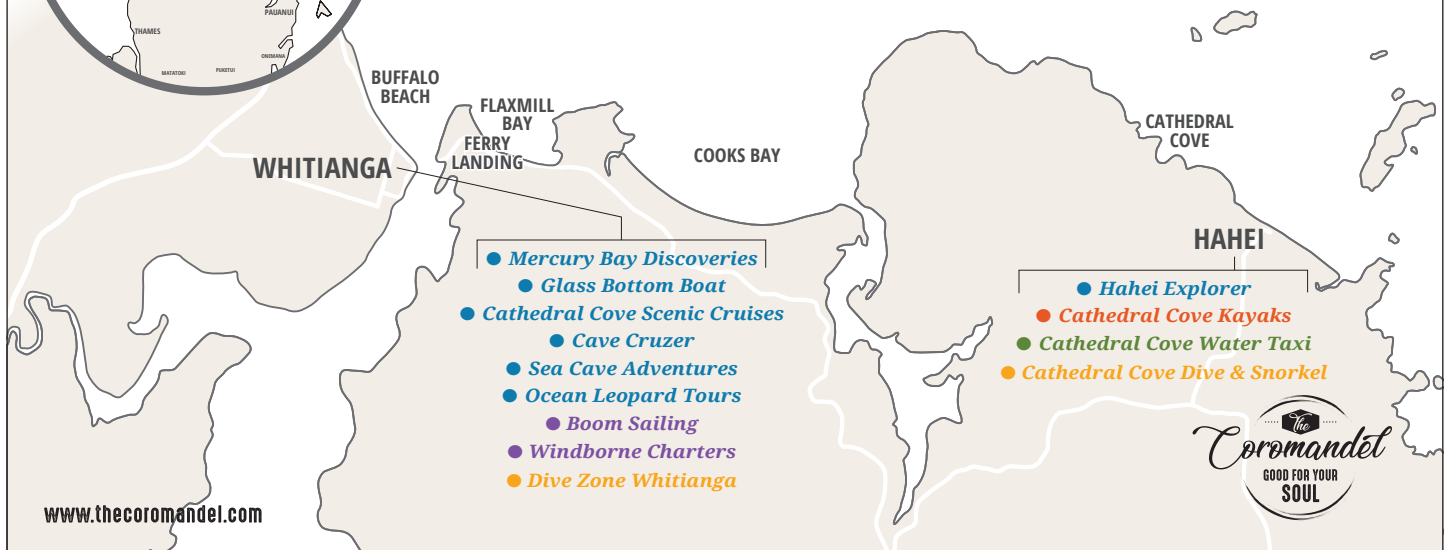 PAUANUI
THAMES
ONEMANA
MATATOKI
PUKETUI
BUFFALO
BEACH
FLAXMILL
BAY
FERRY
LANDING
WHITIANGA
COOKS BAY
CATHEDRAL
COVE
HAHEI
Mercury Bay Discoveries
Glass Bottom Boat
Cathedral Cove Scenic Cruises
Cave Cruzer
Sea Cave Adventures
Ocean Leopard Tours
Boom Sailing
Windborne Charters
Dive Zone Whitianga
Hahei Explorer
Cathedral Cove Kayaks
Cathedral Cove Water Taxi
Cathedral Cove Dive & Snorkel
The
Coromandel
GOOD FOR YOUR
SOUL
www.thecoromandel.com